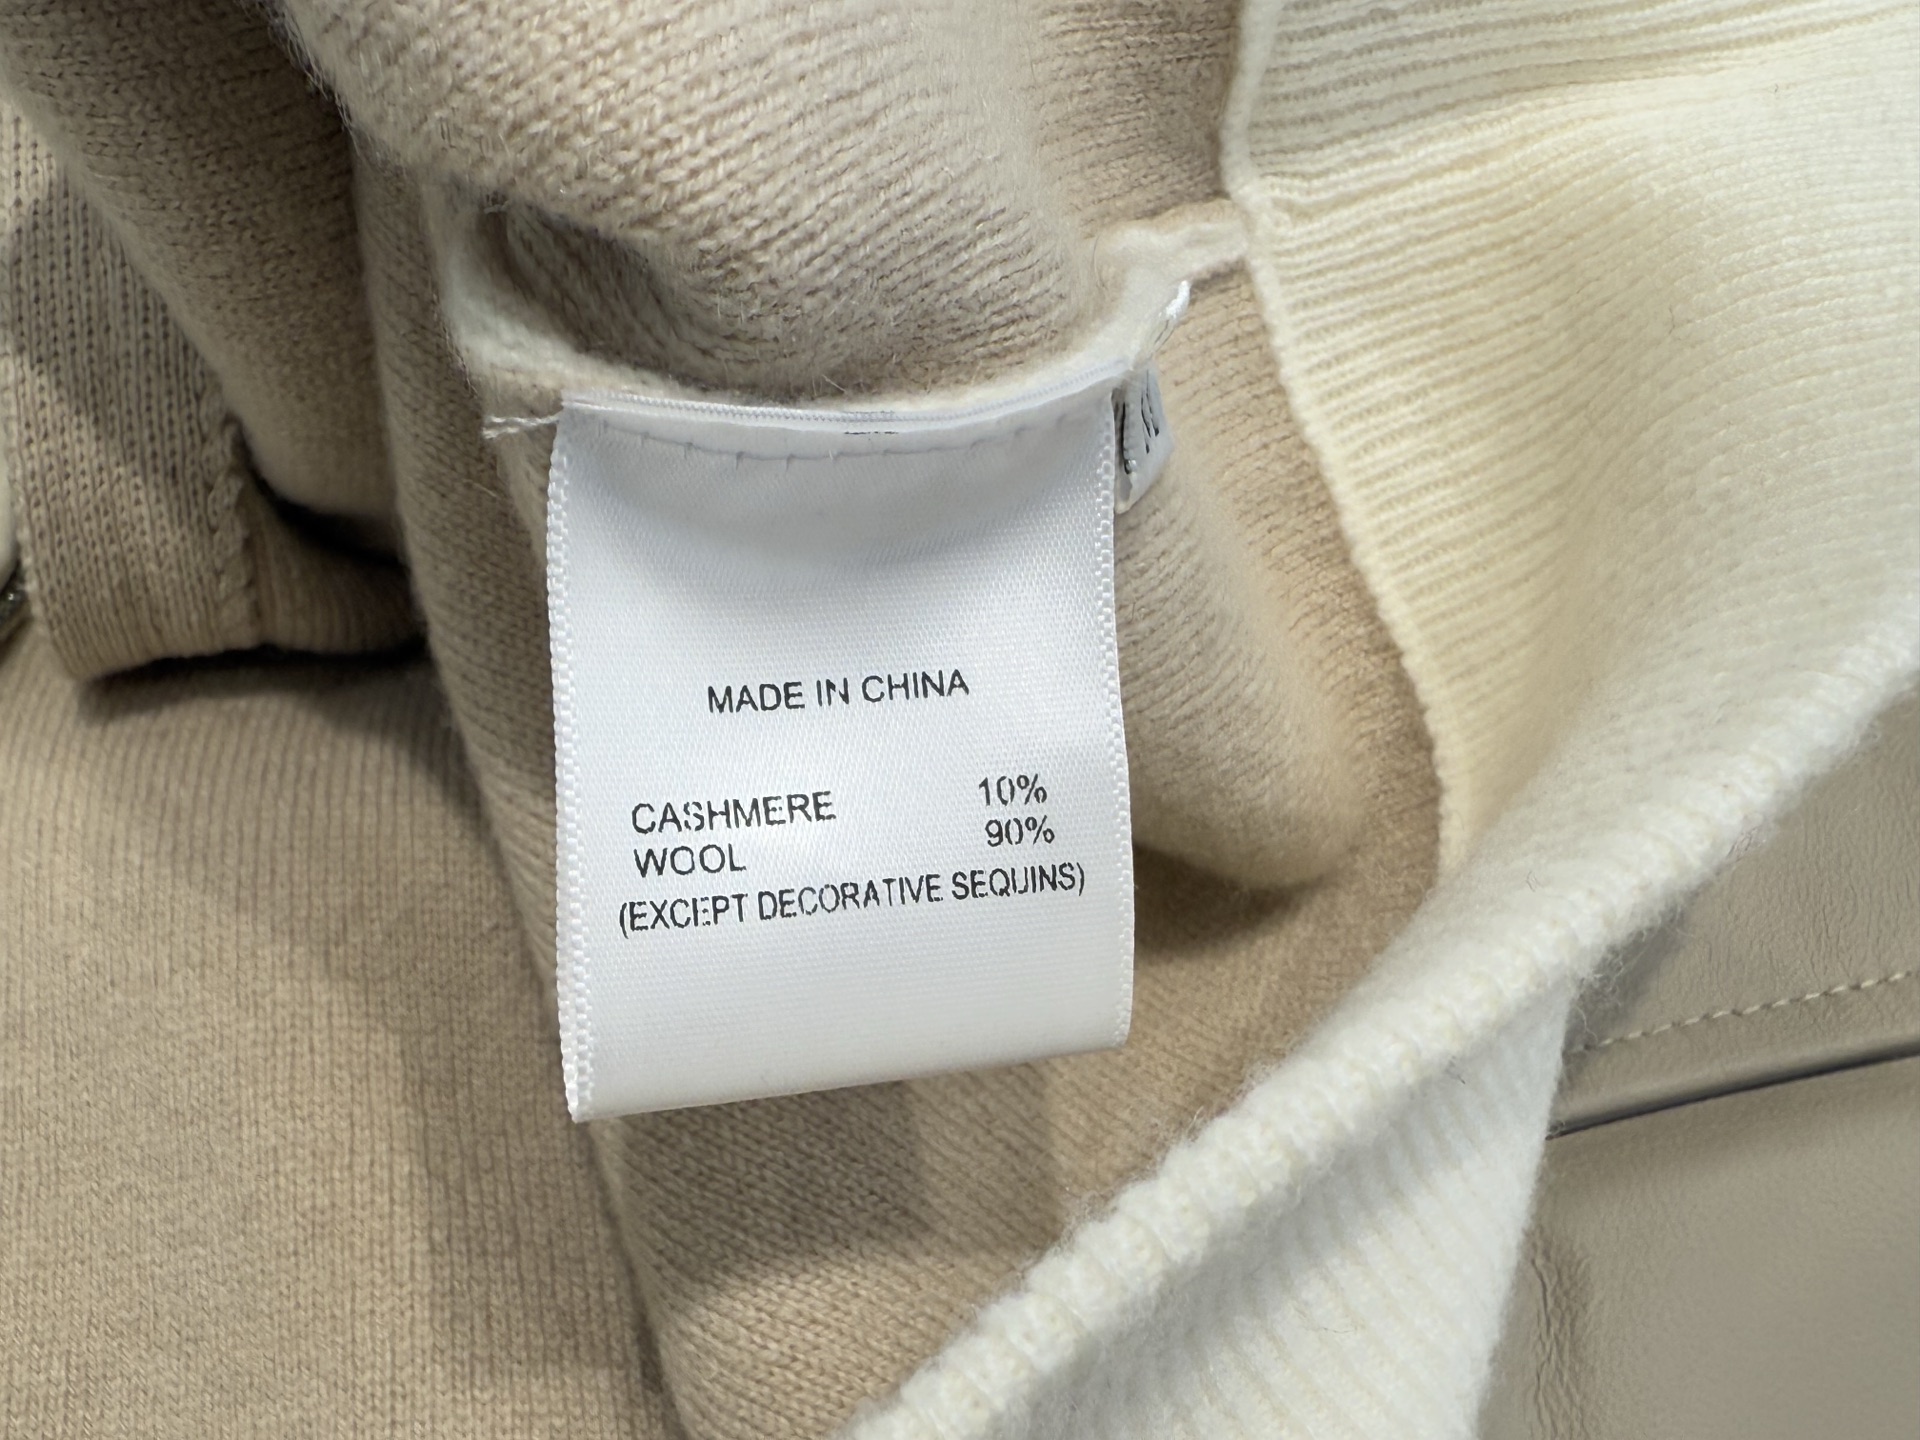 MADE IN CHINA
CASHMERE 10%
WOOL 90%
(EXCEPT DECORATIVE SEQUINS)